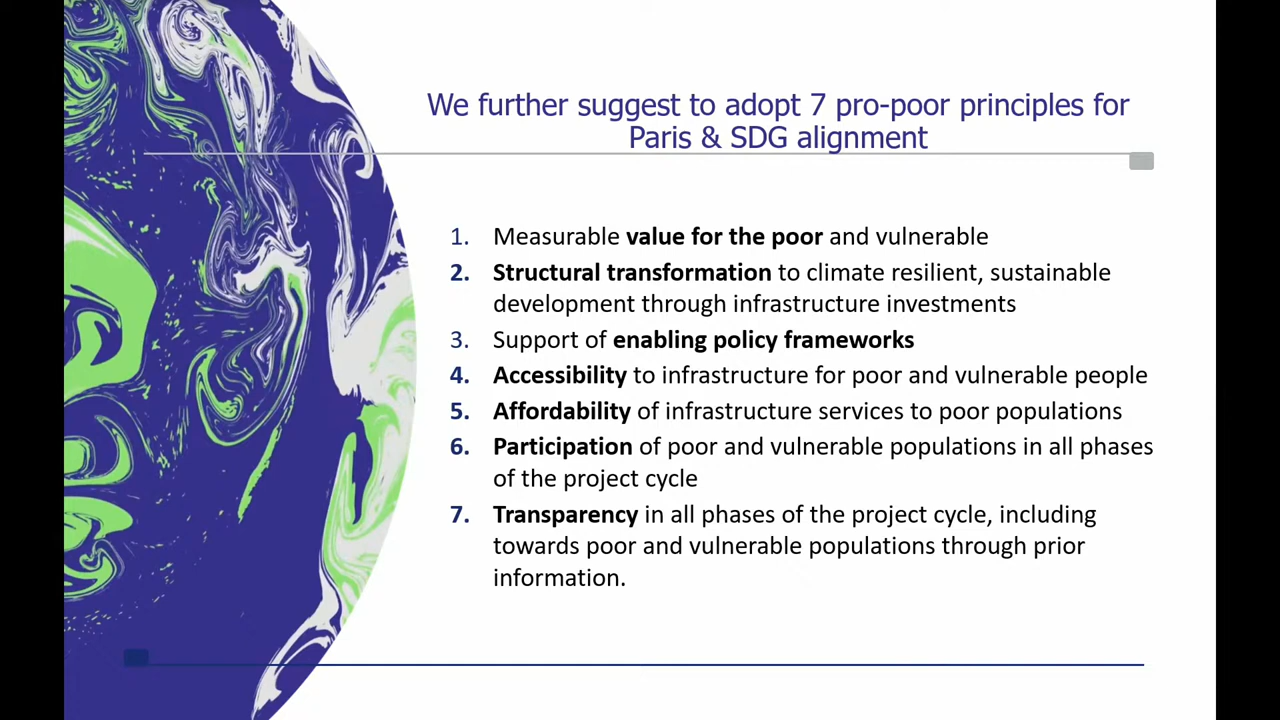 We further suggest to adopt 7 pro-poor principles for
Paris & SDG alignment
1. Measurable value for the poor and vulnerable
2. Structural transformation to climate resilient, sustainable
development through infrastructure investments
3. Support of enabling policy frameworks
4. Accessibility to infrastructure for poor and vulnerable people
5. Affordability of infrastructure services to poor populations
6. Participation of poor and vulnerable populations in all phases
of the project cycle
7. Transparency in all phases of the project cycle, including
towards poor and vulnerable populations through prior
information.